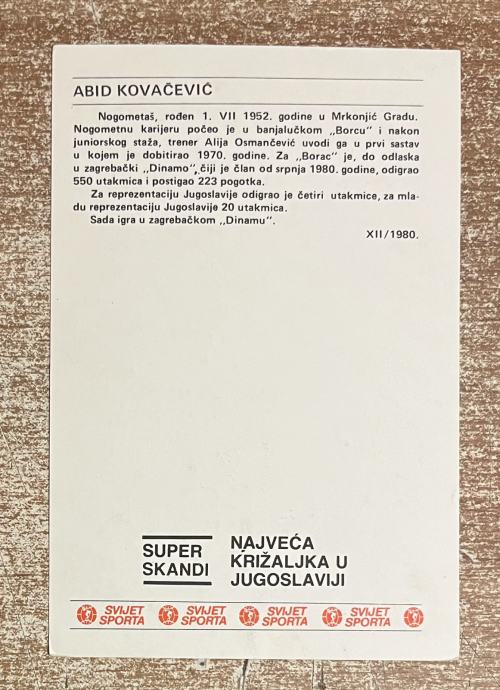 ABID KOVAČEVIĆ
Nogometaš, rođen 1. VII 1952. godine u Mrkonjić Gradu.
Nogometnu karijeru počeo je u banjalučkom „Borcu" i nakon
juniorskog staža, trener Alija Osmančević uvodi ga u prvi sastav
u kojem je dobitirao 1970. godine. Za „Borac" je, do odlaska
u zagrebački „Dinamo", čiji je član od srpnja 1980. godine, odigrao
550 utakmica i postigao 223 pogotka.
Za reprezentaciju Jugoslavije odigrao je četiri utakmice, za mla-
du reprezentaciju Jugoslavije 20 utakmica.
Sada igra u zagrebačkom „Dinamu".
XII/1980.
SUPER
SKANDI
NAJVEĆA
KRIŽALJKA U
JUGOSLAVIJI
SVIJET SPORTA SVIJET SPORTA SVIJET SPORTA SVIJET SPORTA